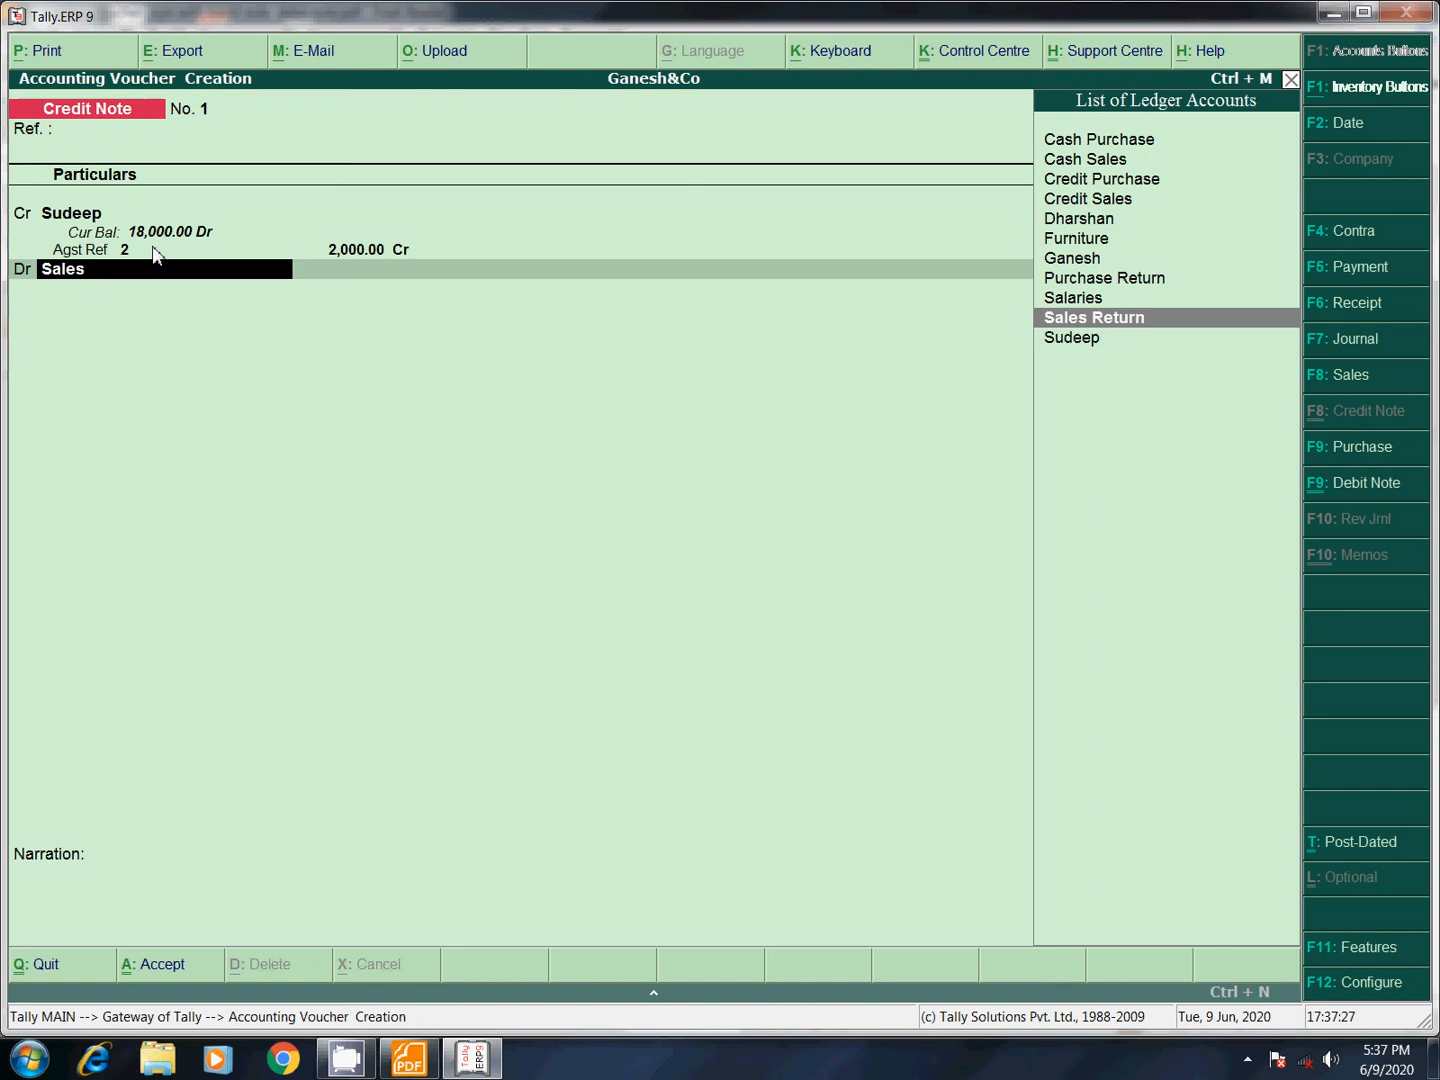 Tally.ERP 9
P: Print E: Export M: E-Mail O: Upload G: Language K: Keyboard K: Control Centre H: Support Centre H: Help
Accounting Voucher Creation Ganesh&Co Ctrl + M
Credit Note No. 1
Ref. :
Particulars
Cr Sudeep
Cur Bal: 18,000.00 Dr
Agst Ref 2 2,000.00 Cr
Dr Sales
Narration:
List of Ledger Accounts
Cash Purchase
Cash Sales
Credit Purchase
Credit Sales
Dharshan
Furniture
Ganesh
Purchase Return
Salaries
Sales Return
Sudeep
F1: Accounts Buttons
F1: Inventory Buttons
F2: Date
F3: Company
F4: Contra
F5: Payment
F6: Receipt
F7: Journal
F8: Sales
F8: Credit Note
F9: Purchase
F9: Debit Note
F10: Rev Jrnl
F10: Memos
T: Post-Dated
L: Optional
F11: Features
F12: Configure
Q: Quit A: Accept D: Delete X: Cancel
Ctrl + N
Tally MAIN --> Gateway of Tally --> Accounting Voucher Creation (c) Tally Solutions Pvt. Ltd., 1988-2009 Tue, 9 Jun, 2020 17:37:27
PDF
Tally
ERP9
5:37 PM
6/9/2020